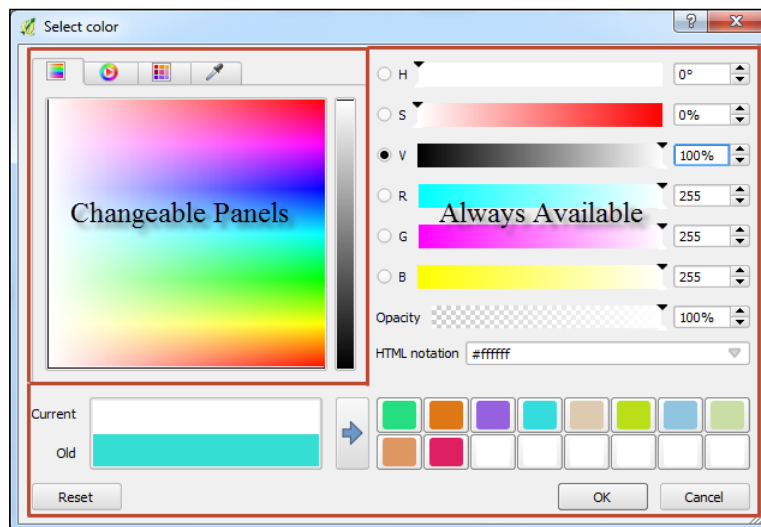 Select color
?
H
0°
S
0%
V
100%
Changeable Panels
R
255
Always Available
G
255
B
255
Opacity
100%
HTML notation
#ffffff
Current
Old
Reset
OK
Cancel